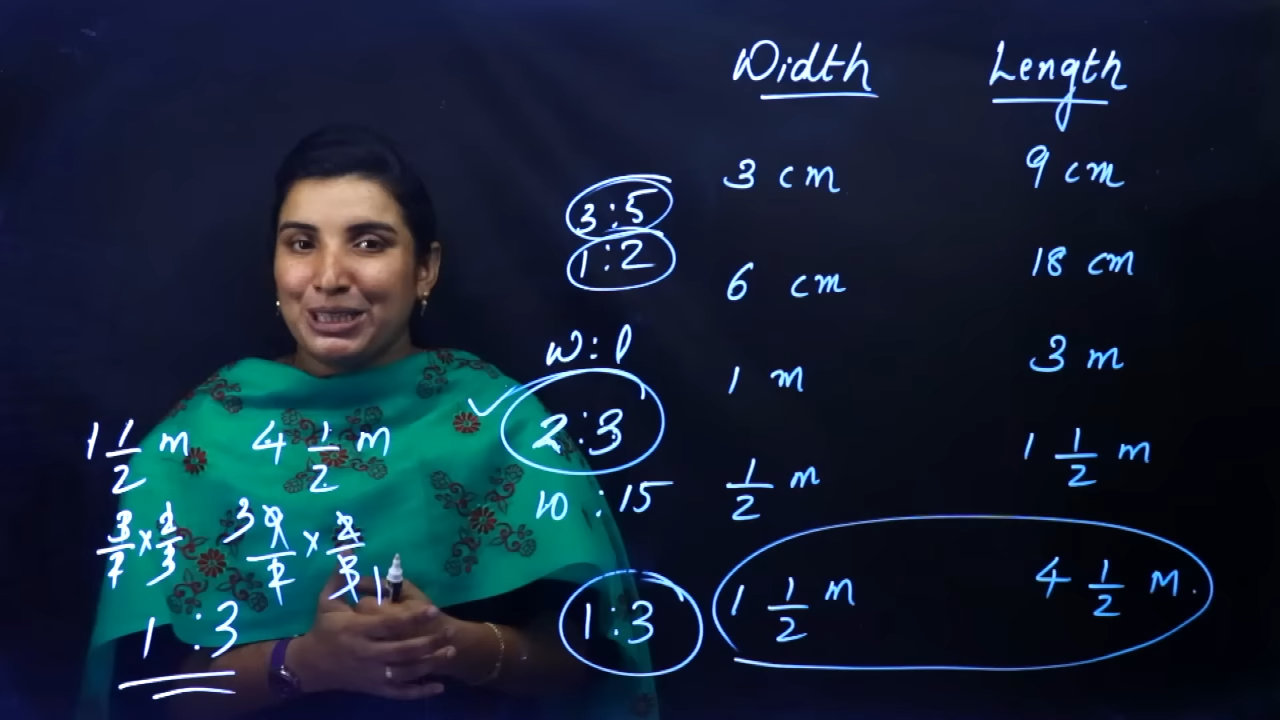 Width Length
3 cm 9 cm
6 cm 18 cm
1 m 3 m
1/2 m 1 1/2 m
1 1/2 m 4 1/2 m.
3:5
1:2
w:l
2:3
10:15
1:3
1 1/2 m 4 1/2 m
3/2 × 2/3 3 9/2 × 2/3 1
1:3